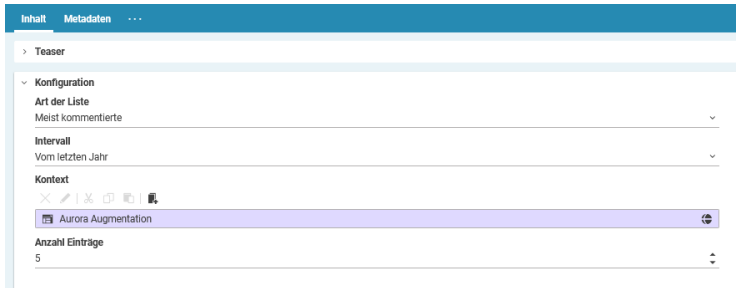 Inhalt Metadaten ...
Teaser
Konfiguration
Art der Liste
Meist kommentierte
Intervall
Vom letzten Jahr
Kontext
Aurora Augmentation
Anzahl Einträge
5